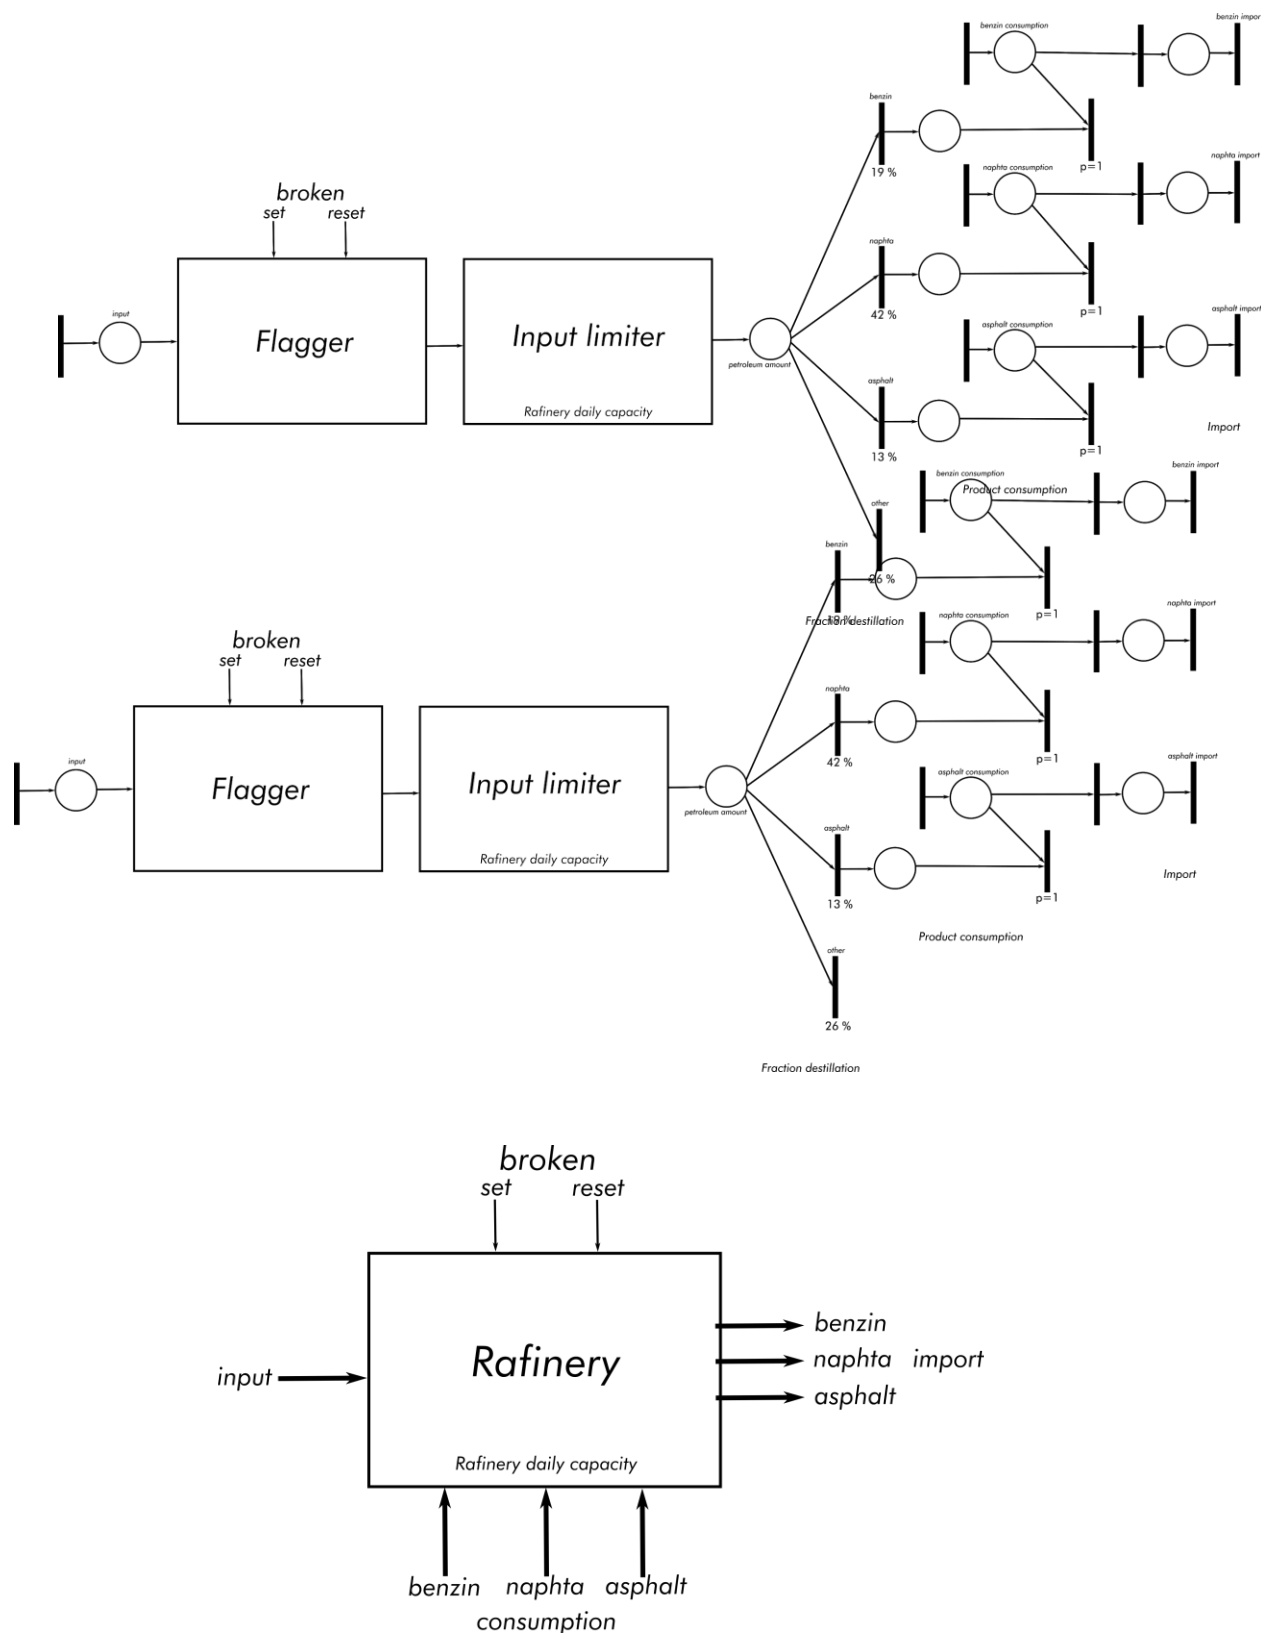 benzin consumption
benzin impor
benzin
19 %
p=1
broken
set reset
naphta consumption
naphta import
input
Flagger
Input limiter
Rafinery daily capacity
petroleum amount
naphta
42 %
p=1
asphalt consumption
asphalt import
asphalt
13 %
p=1
Import
Product consumption
other
26 %
Fraction destillation
benzin consumption
benzin import
benzin
19 %
p=1
broken
set reset
naphta consumption
naphta import
input
Flagger
Input limiter
Rafinery daily capacity
petroleum amount
naphta
42 %
p=1
asphalt consumption
asphalt import
asphalt
13 %
p=1
Import
Product consumption
other
26 %
Fraction destillation
broken
set reset
input
Rafinery
Rafinery daily capacity
benzin
naphta import
asphalt
benzin naphta asphalt
consumption